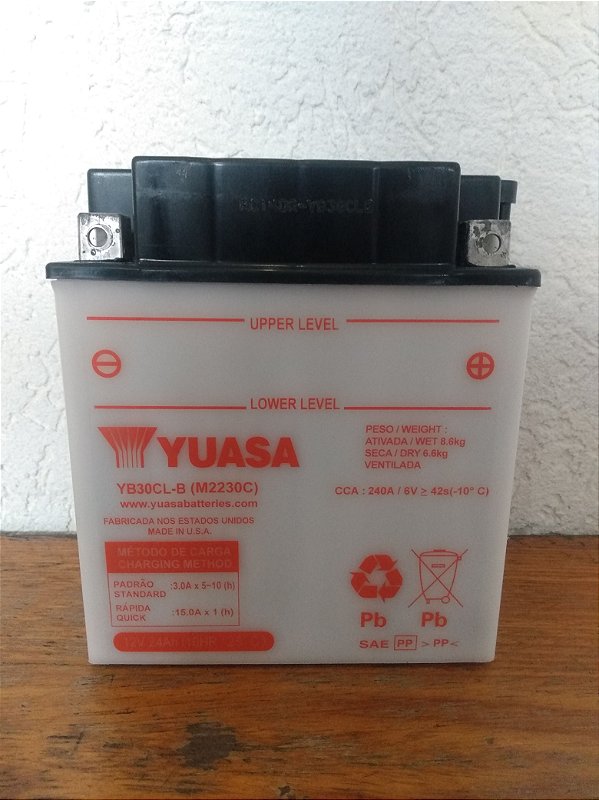 UPPER LEVEL
LOWER LEVEL
YUASA
YB30CL-B (M2230C)
www.yuasabatteries.com
FABRICADA NOS ESTADOS UNIDOS
MADE IN U.S.A.
MÉTODO DE CARGA
CHARGING METHOD
PADRÃO
STANDARD :3.0A x 5~10 (h)
RÁPIDA
QUICK :15.0A x 1 (h)
PESO / WEIGHT :
ATIVADA / WET 8.6kg
SECA / DRY 6.6kg
VENTILADA
CCA : 240A / 6V ≥ 42s(-10° C)
Pb Pb
SAE PP > PP <